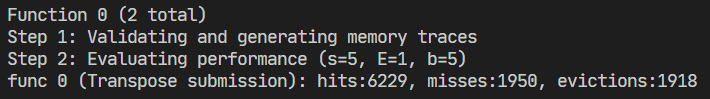 Function 0 (2 total)
Step 1: Validating and generating memory traces
Step 2: Evaluating performance (s=5, E=1, b=5)
func 0 (Transpose submission): hits:6229, misses:1950, evictions:1918